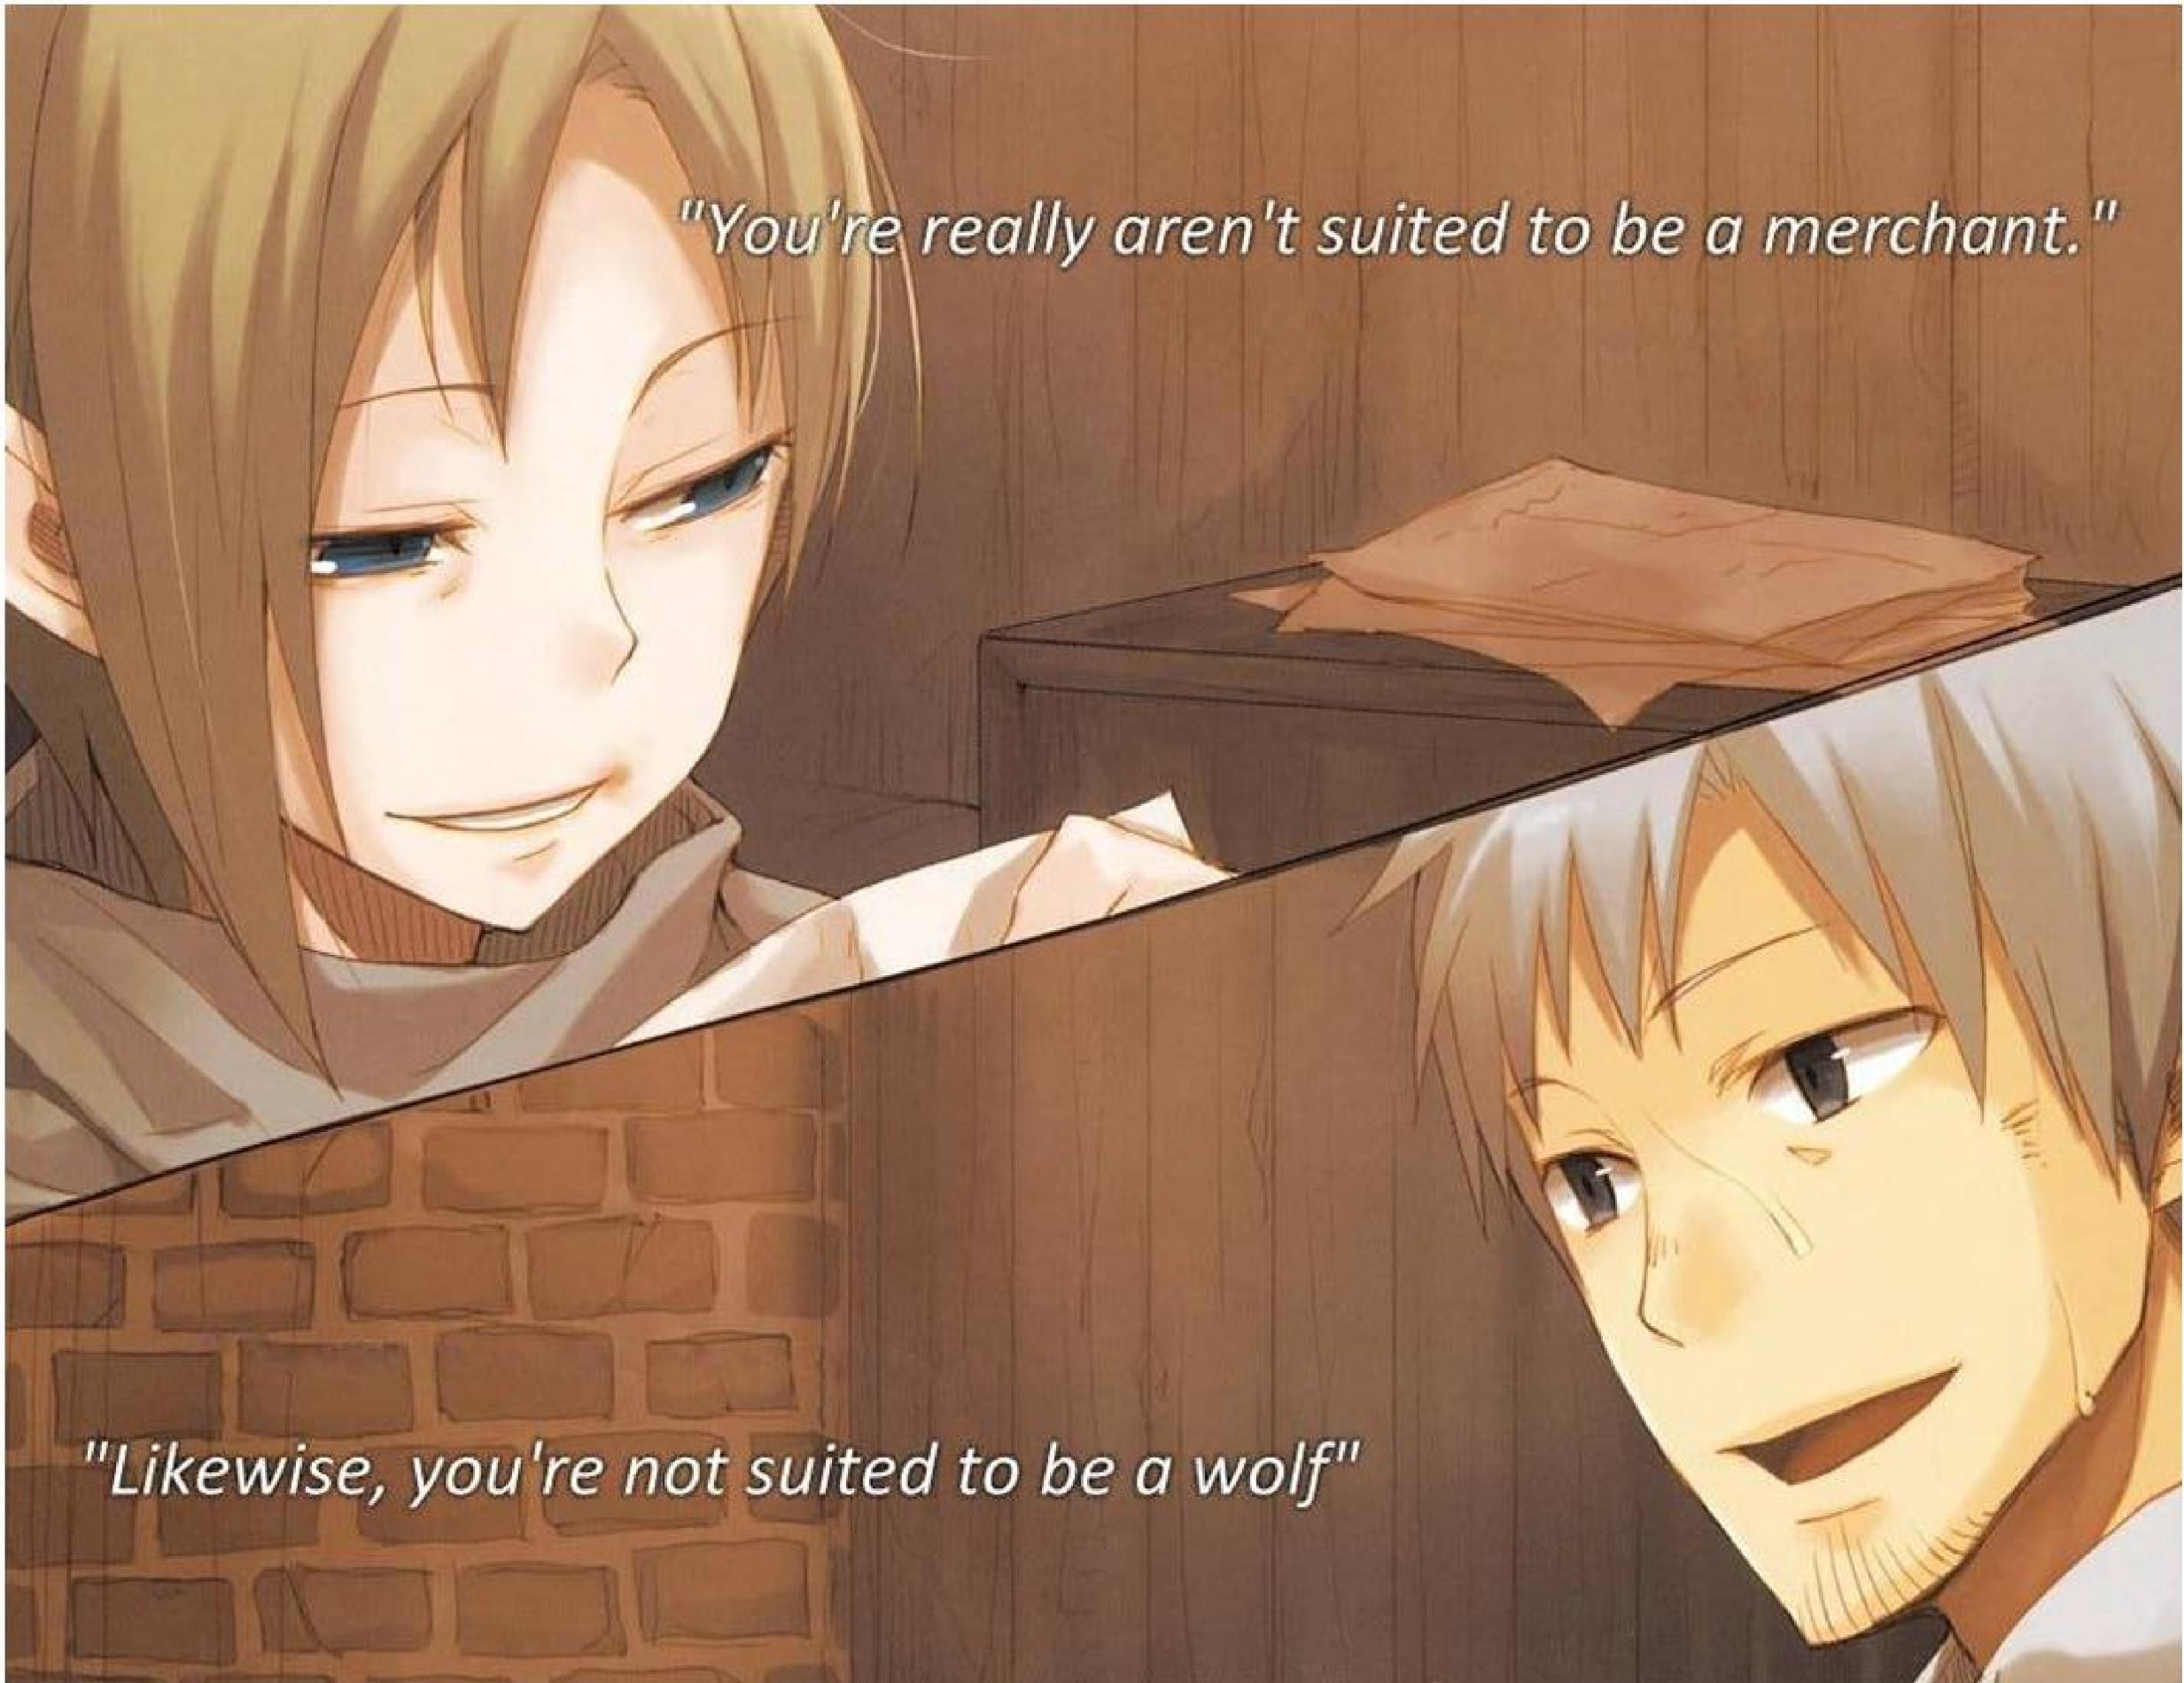 "You're really aren't suited to be a merchant."
"Likewise, you're not suited to be a wolf"